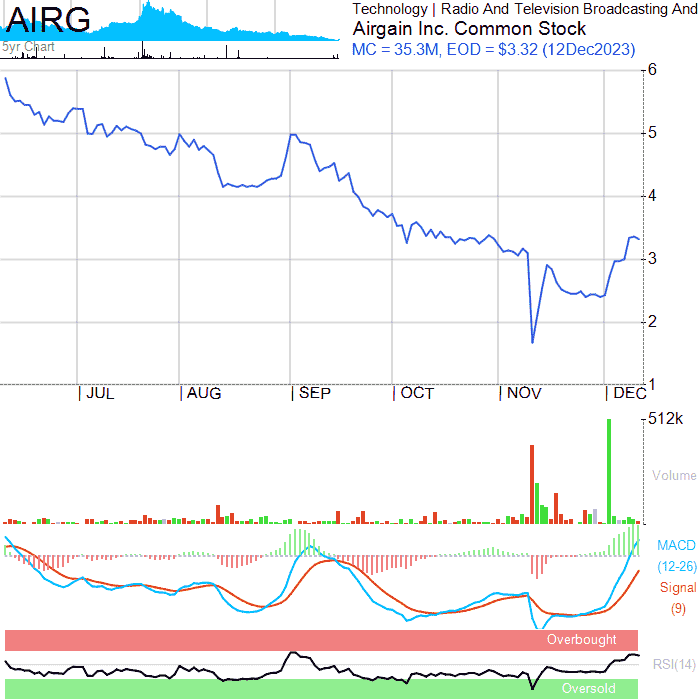 AIRG
5yr Chart
Technology | Radio And Television Broadcasting And
Airgain Inc. Common Stock
MC = 35.3M, EOD = $3.32 (12Dec2023)
6
5
4
3
2
1
| JUL | AUG | SEP | OCT | NOV | DEC
512k
Volume
MACD
(12-26)
Signal
(9)
Overbought
RSI(14)
Oversold